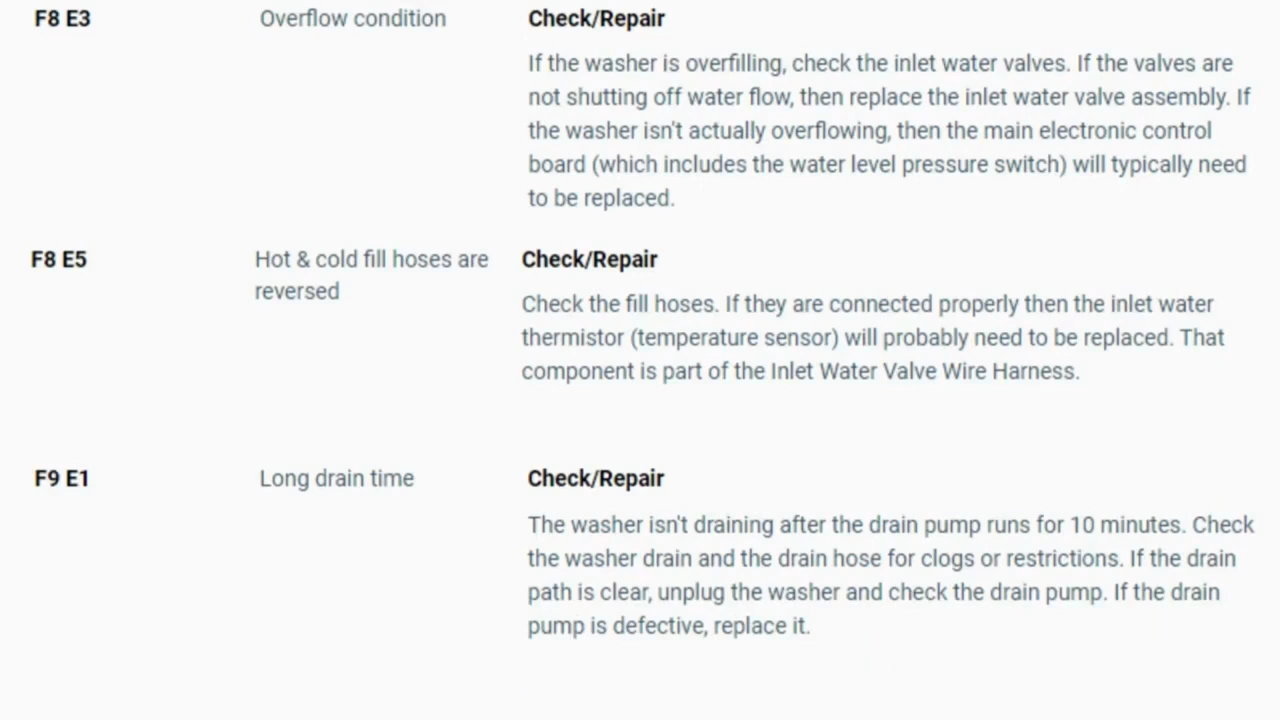 F8 E3 Overflow condition Check/Repair
If the washer is overfilling, check the inlet water valves. If the valves are
not shutting off water flow, then replace the inlet water valve assembly. If
the washer isn't actually overflowing, then the main electronic control
board (which includes the water level pressure switch) will typically need
to be replaced.
F8 E5 Hot & cold fill hoses are Check/Repair
reversed
Check the fill hoses. If they are connected properly then the inlet water
thermistor (temperature sensor) will probably need to be replaced. That
component is part of the Inlet Water Valve Wire Harness.
F9 E1 Long drain time Check/Repair
The washer isn't draining after the drain pump runs for 10 minutes. Check
the washer drain and the drain hose for clogs or restrictions. If the drain
path is clear, unplug the washer and check the drain pump. If the drain
pump is defective, replace it.